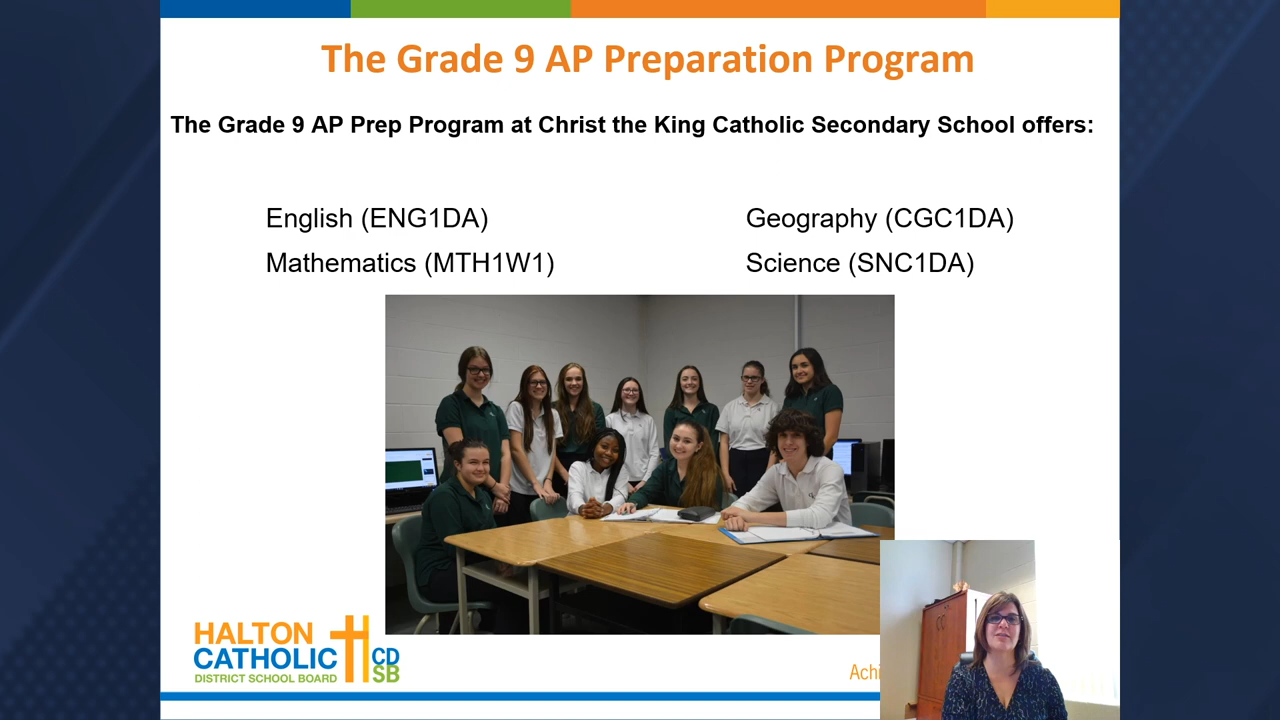 The Grade 9 AP Preparation Program
The Grade 9 AP Prep Program at Christ the King Catholic Secondary School offers:
English (ENG1DA)
Mathematics (MTH1W1)
Geography (CGC1DA)
Science (SNC1DA)
HALTON
CATHOLIC
DISTRICT SCHOOL BOARD
CD
SB